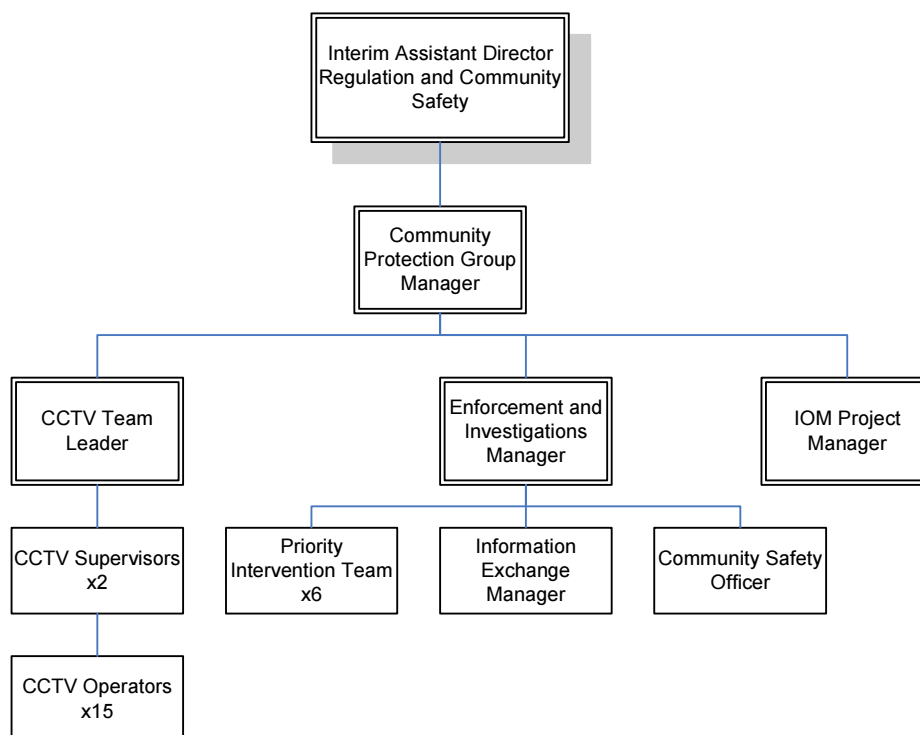 Interim Assistant Director
Regulation and Community
Safety
Community
Protection Group
Manager
CCTV Team
Leader
Enforcement and
Investigations
Manager
IOM Project
Manager
CCTV Supervisors
x2
Priority
Intervention Team
x6
Information
Exchange
Manager
Community Safety
Officer
CCTV Operators
x15